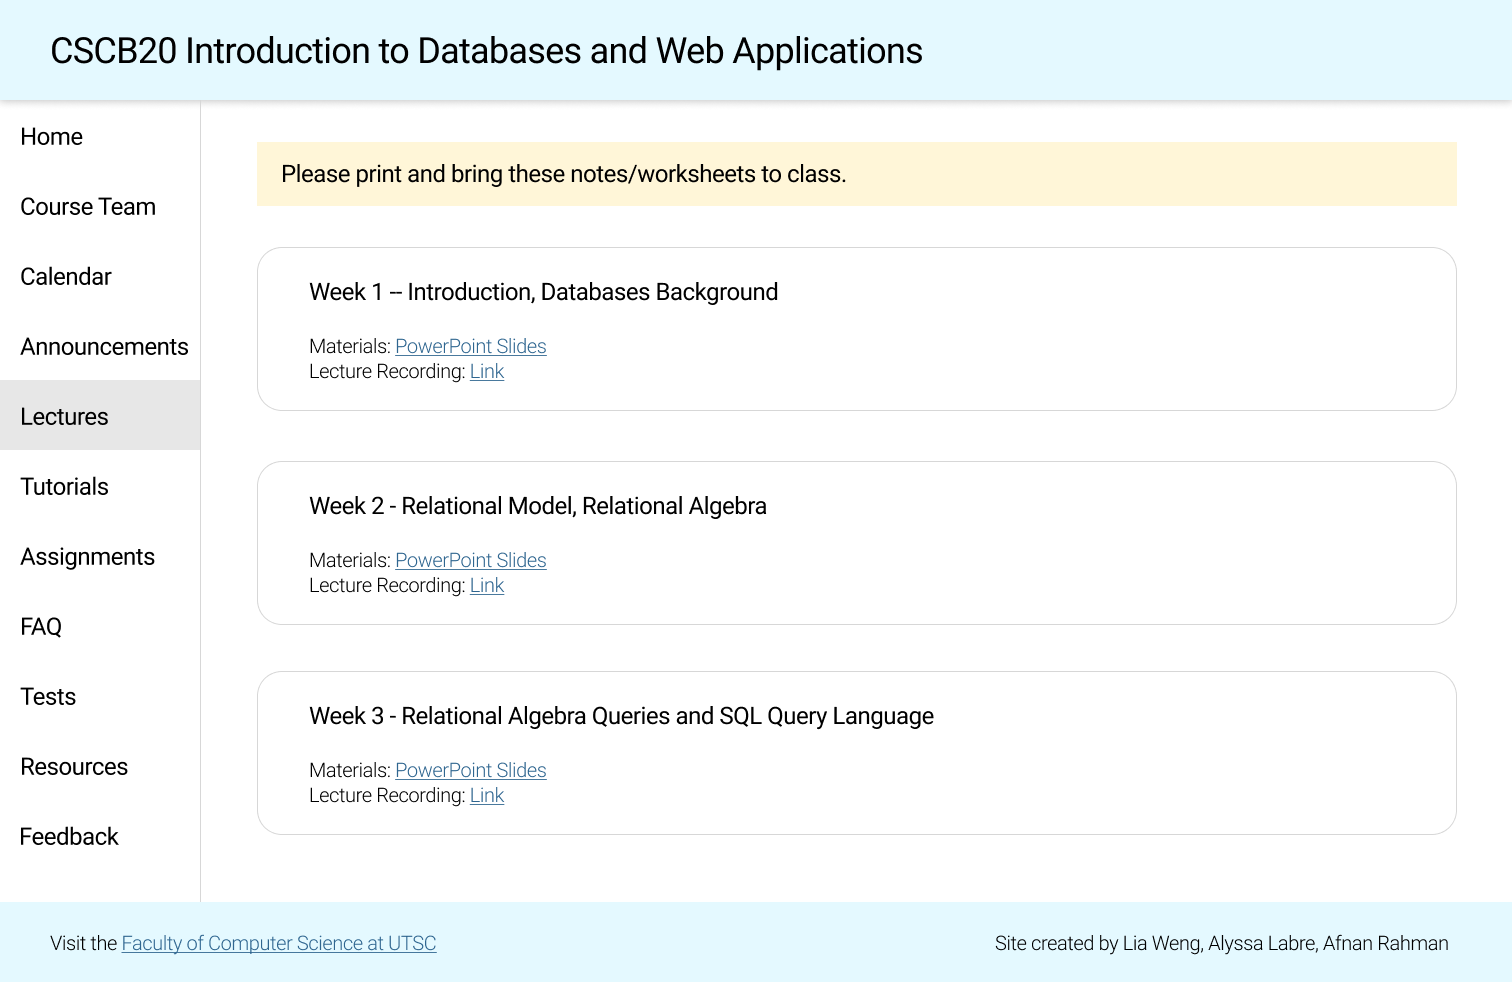 CSCB20 Introduction to Databases and Web Applications
Home
Course Team
Calendar
Announcements
Lectures
Tutorials
Assignments
FAQ
Tests
Resources
Feedback
Please print and bring these notes/worksheets to class.
Week 1 -- Introduction, Databases Background
Materials: PowerPoint Slides
Lecture Recording: Link
Week 2 - Relational Model, Relational Algebra
Materials: PowerPoint Slides
Lecture Recording: Link
Week 3 - Relational Algebra Queries and SQL Query Language
Materials: PowerPoint Slides
Lecture Recording: Link
Visit the Faculty of Computer Science at UTSC
Site created by Lia Weng, Alyssa Labre, Afnan Rahman